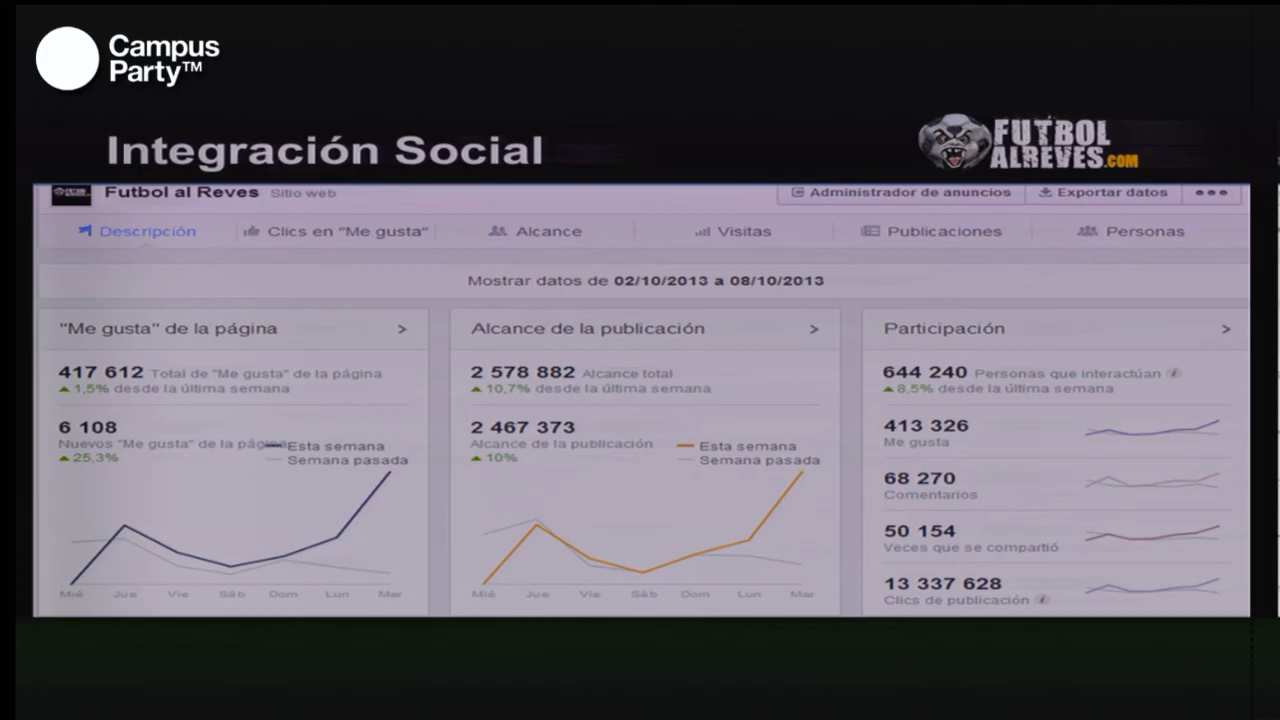 Campus
Party™
Integración Social
FUTBOL
ALREVES.COM
Futbol al Reves Sitio web
Administrador de anuncios
Exportar datos
Descripción
Clics en "Me gusta"
Alcance
Visitas
Publicaciones
Personas
Mostrar datos de 02/10/2013 a 08/10/2013
"Me gusta" de la página
417 612 Total de "Me gusta" de la página
1,5% desde la última semana
6 108
Nuevos "Me gusta" de la página
25,3%
Esta semana
Semana pasada
Mié Jue Vie Sáb Dom Lun Mar
Alcance de la publicación
2 578 882 Alcance total
10,7% desde la última semana
2 467 373
Alcance de la publicación
10%
Esta semana
Semana pasada
Mié Jue Vie Sáb Dom Lun Mar
Participación
644 240 Personas que interactúan
8,5% desde la última semana
413 326
Me gusta
68 270
Comentarios
50 154
Veces que se compartió
13 337 628
Clics de publicación